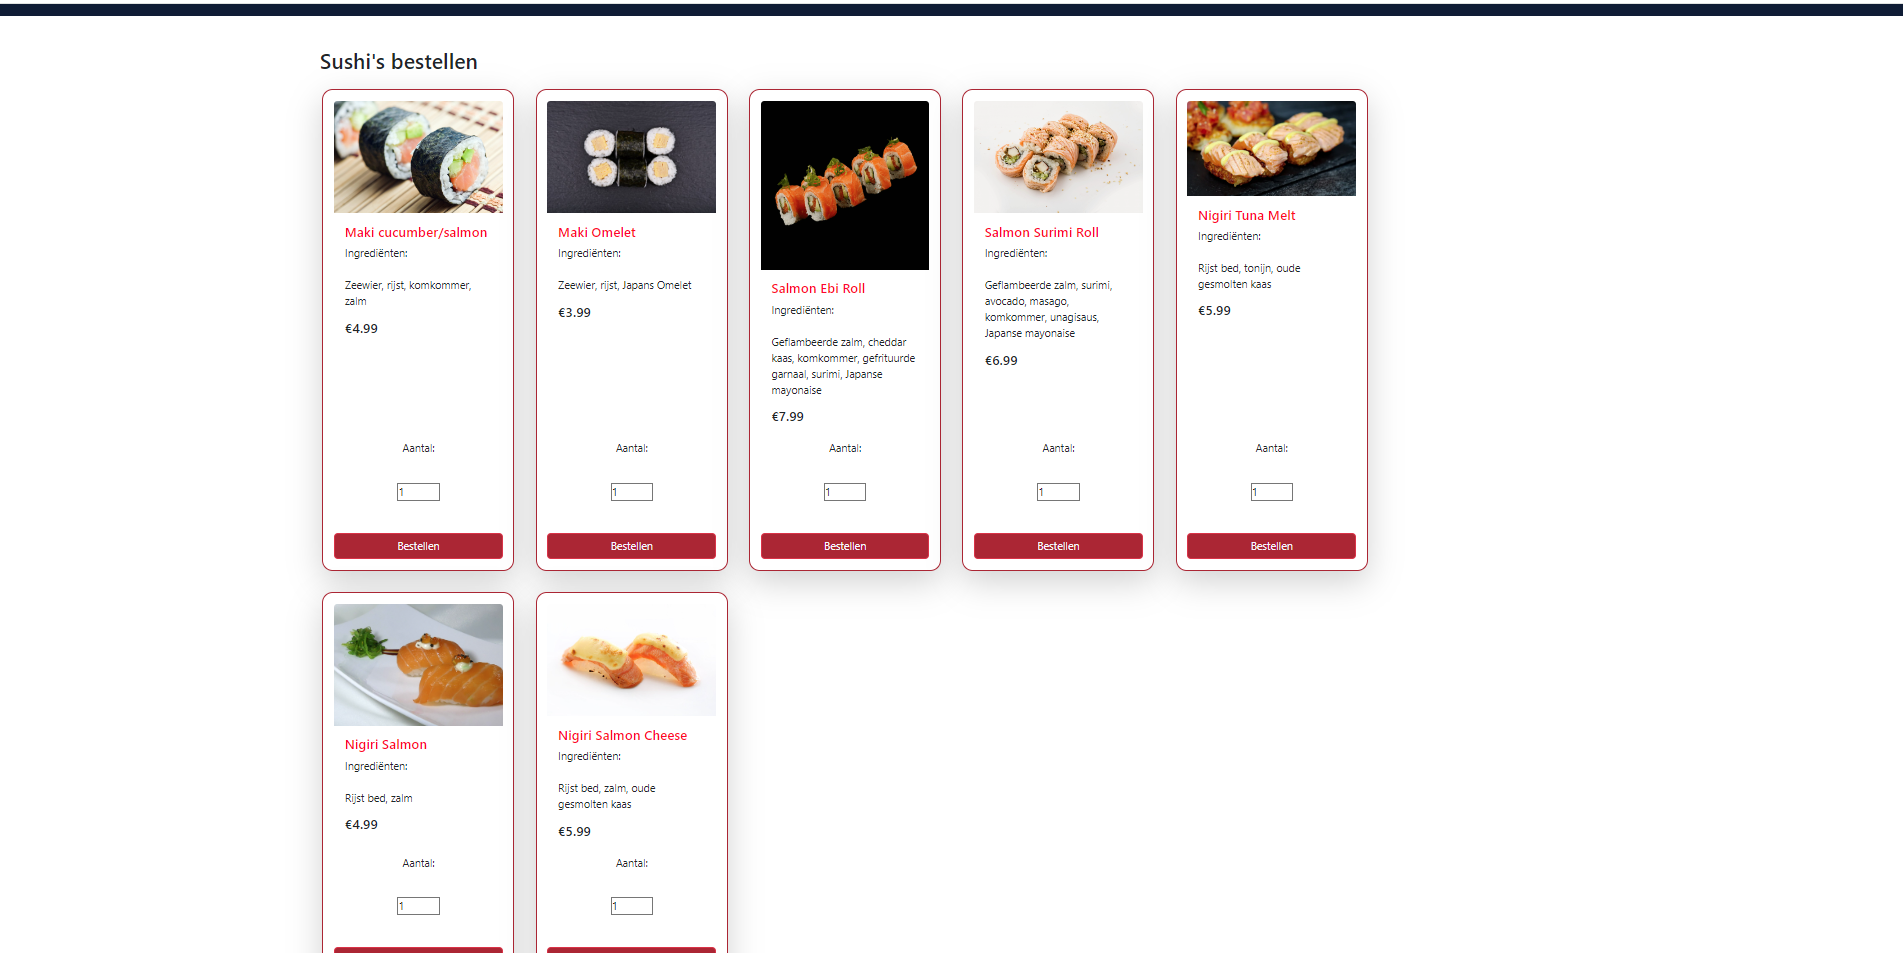 Sushi's bestellen
Maki cucumber/salmon
Ingrediënten:
Zeewier, rijst, komkommer,
zalm
€4.99
Aantal:
1
Bestellen
Maki Omelet
Ingrediënten:
Zeewier, rijst, Japans Omelet
€3.99
Aantal:
1
Bestellen
Salmon Ebi Roll
Ingrediënten:
Geflambeerde zalm, cheddar
kaas, komkommer, gefrituurde
garnaal, surimi, Japanse
mayonaise
€7.99
Aantal:
1
Bestellen
Salmon Surimi Roll
Ingrediënten:
Geflambeerde zalm, surimi,
avocado, masago,
komkommer, unagisaus,
Japanse mayonaise
€6.99
Aantal:
1
Bestellen
Nigiri Tuna Melt
Ingrediënten:
Rijst bed, tonijn, oude
gesmolten kaas
€5.99
Aantal:
1
Bestellen
Nigiri Salmon
Ingrediënten:
Rijst bed, zalm
€4.99
Aantal:
1
Nigiri Salmon Cheese
Ingrediënten:
Rijst bed, zalm, oude
gesmolten kaas
€5.99
Aantal:
1